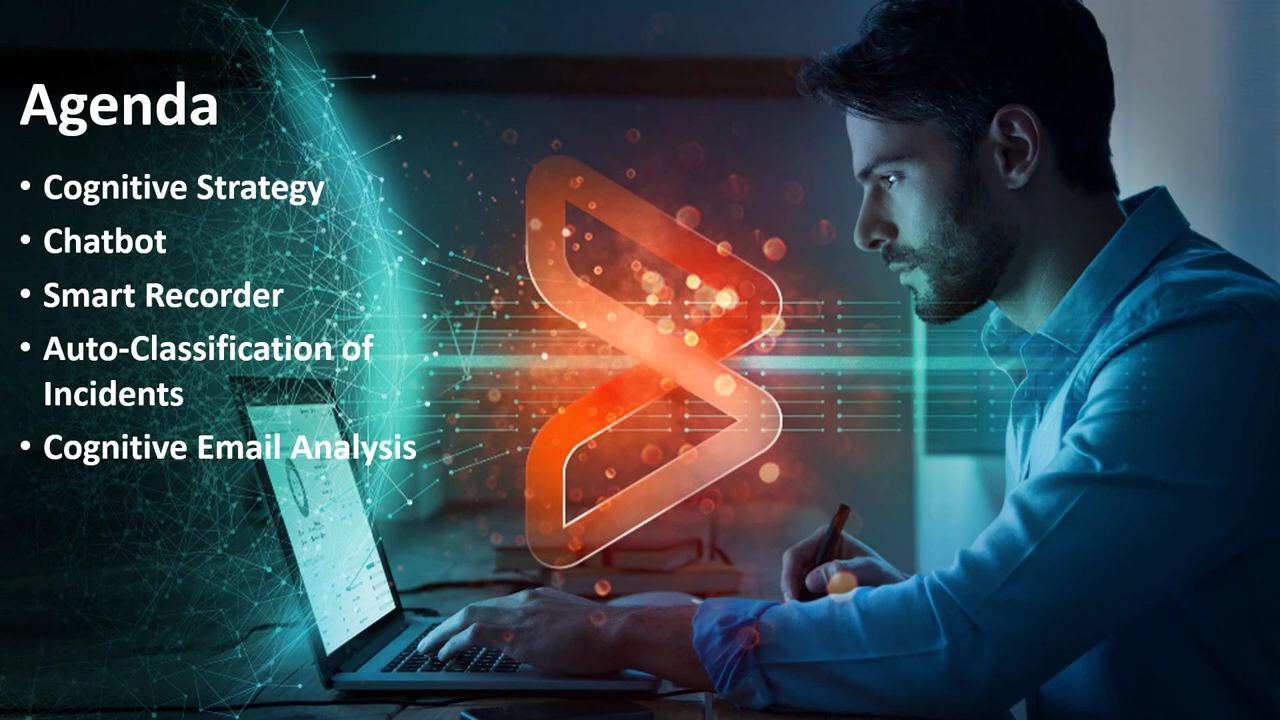 Agenda
• Cognitive Strategy
• Chatbot
• Smart Recorder
• Auto-Classification of
Incidents
• Cognitive Email Analysis